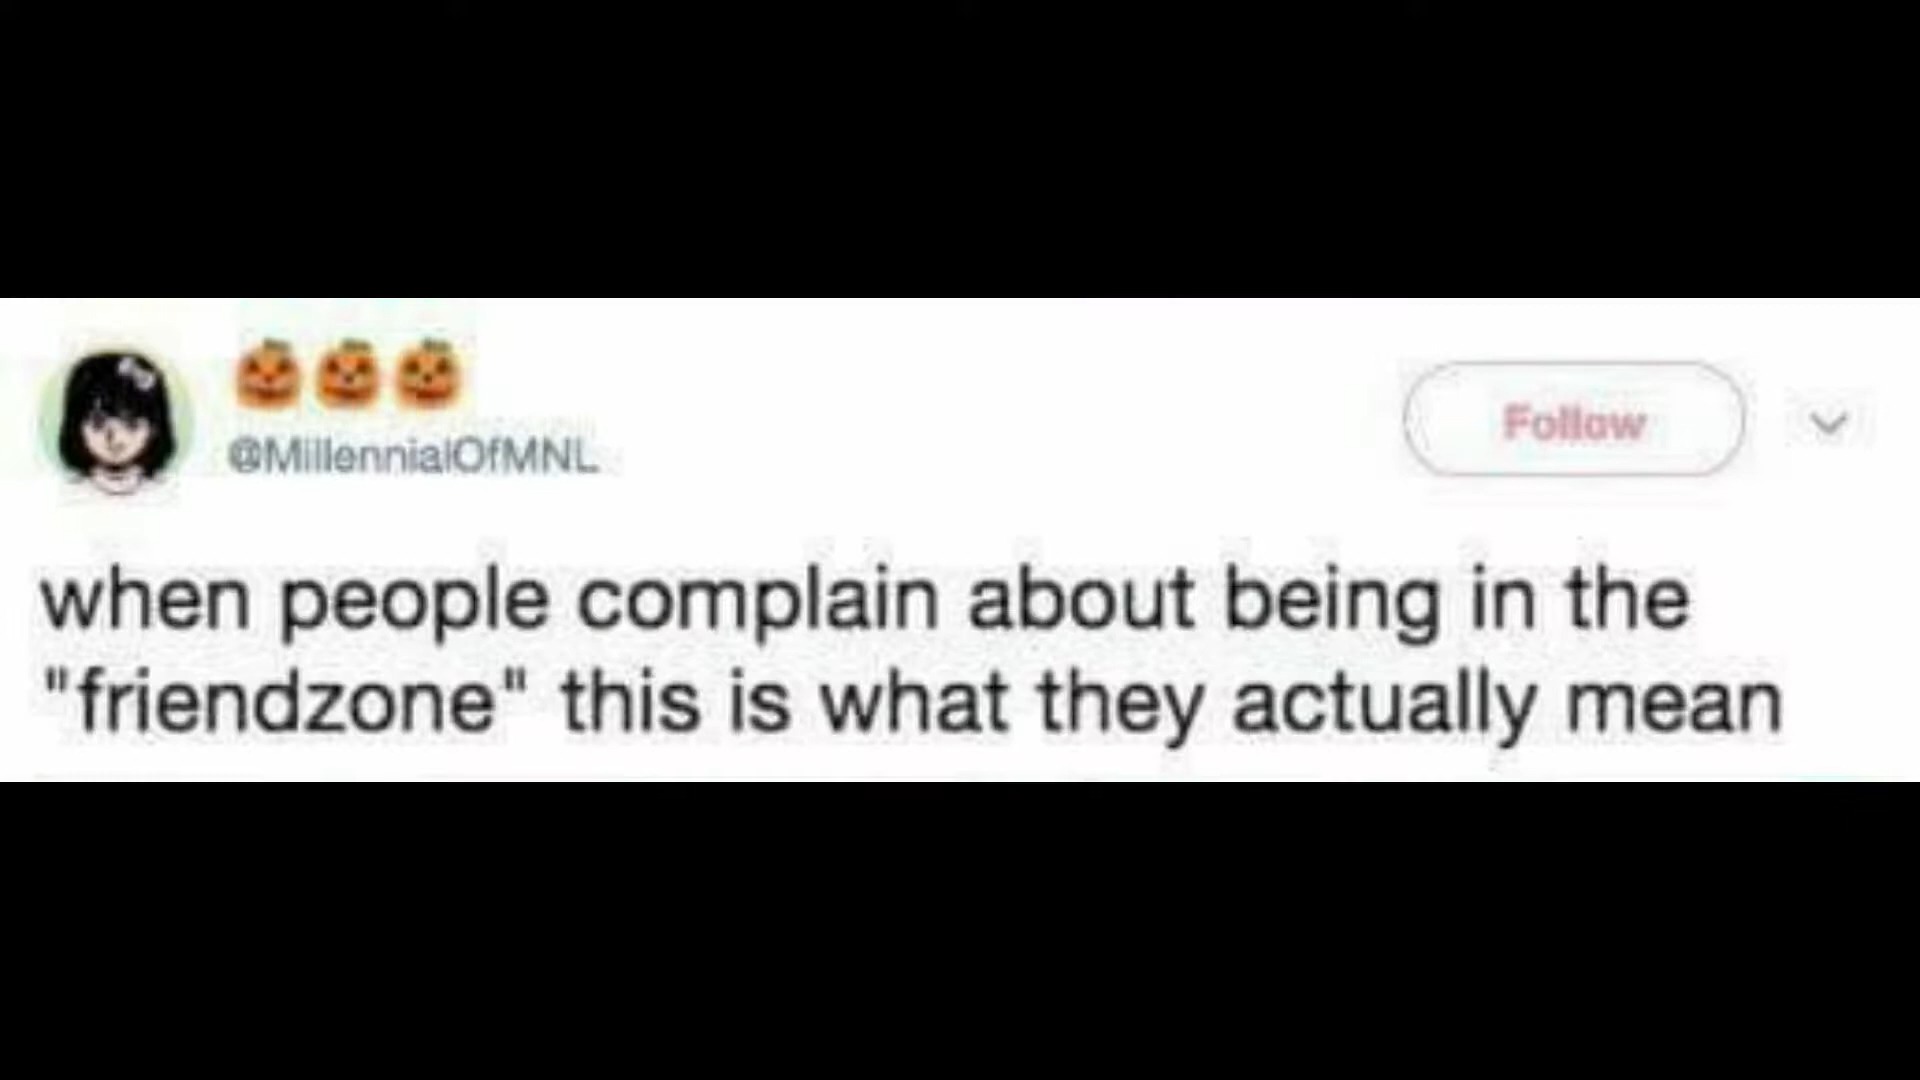 🎃🎃🎃
@MillennialOfMNL
Follow
when people complain about being in the
"friendzone" this is what they actually mean